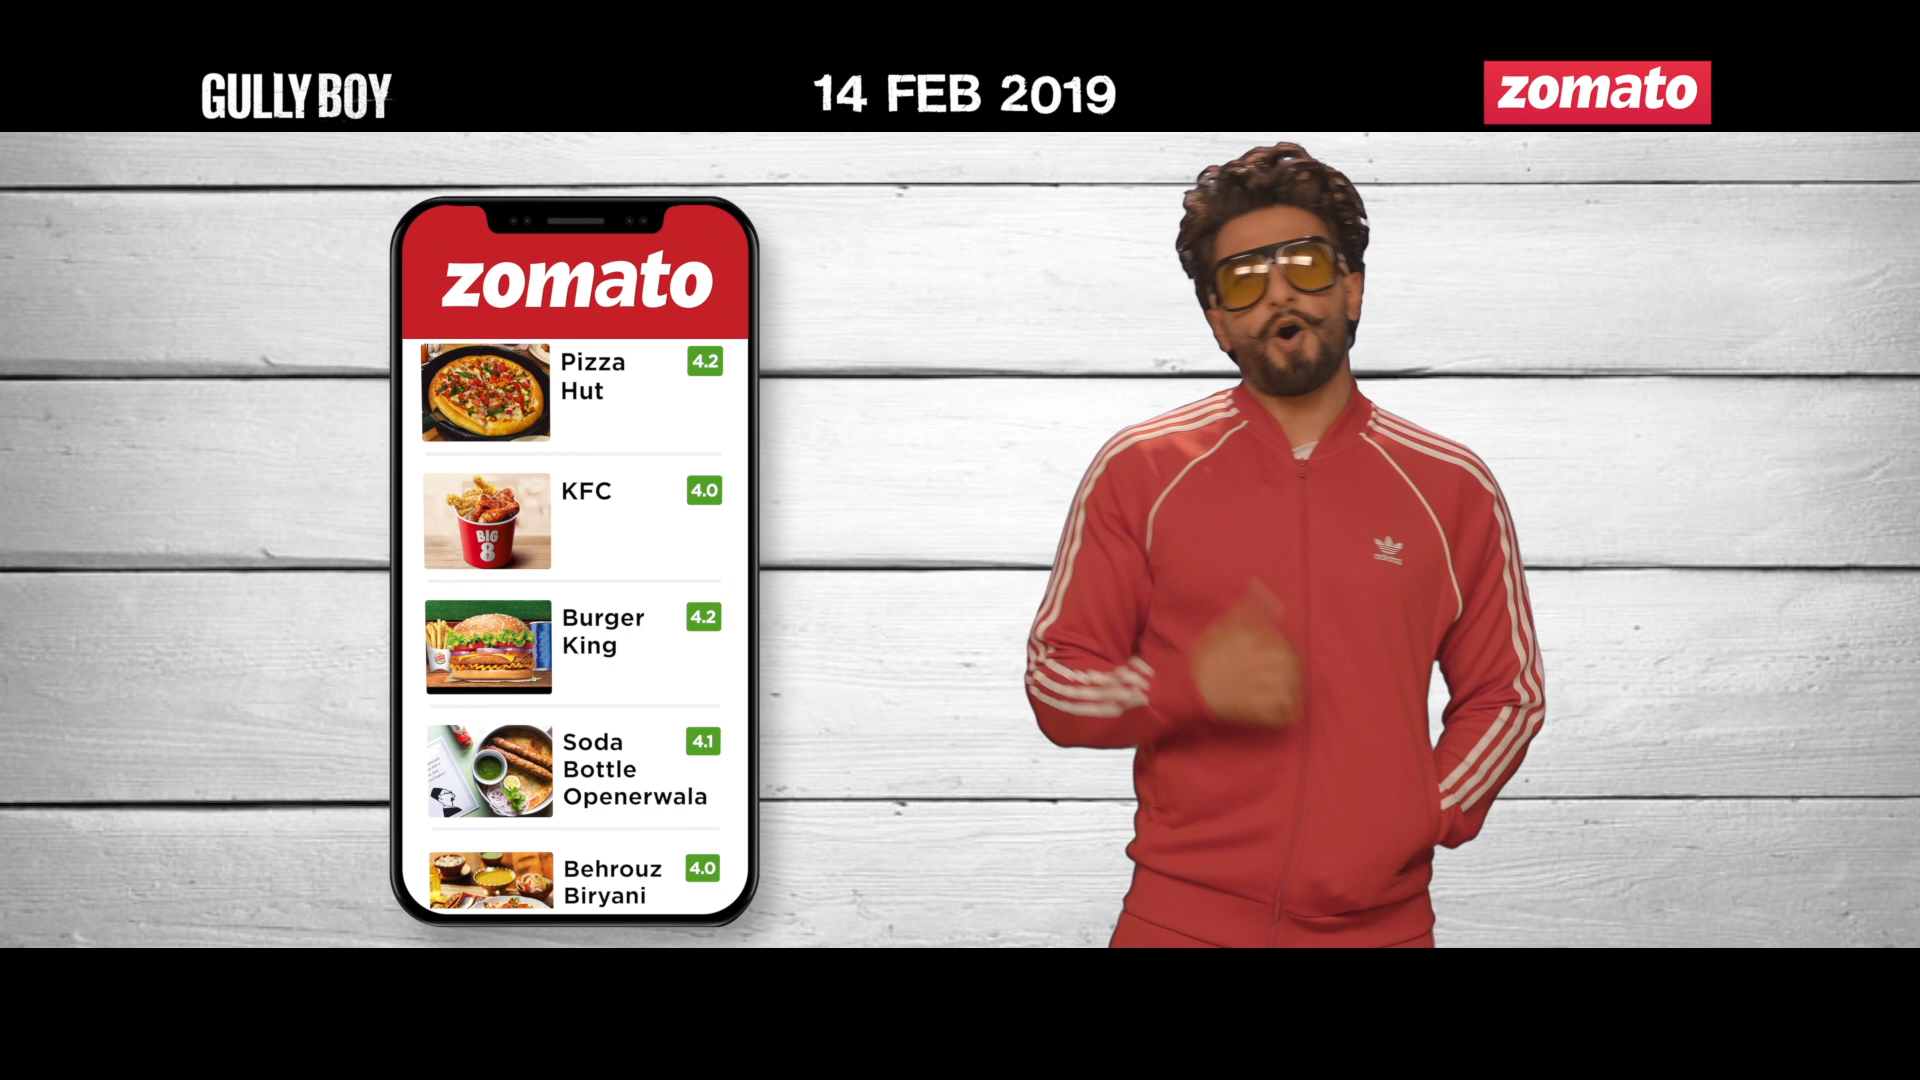 GULLY BOY
14 FEB 2019
zomato
zomato
Pizza
Hut
4.2
KFC
4.0
BIG
8
Burger
King
4.2
Soda
Bottle
Openerwala
4.1
Behrouz
Biryani
4.0